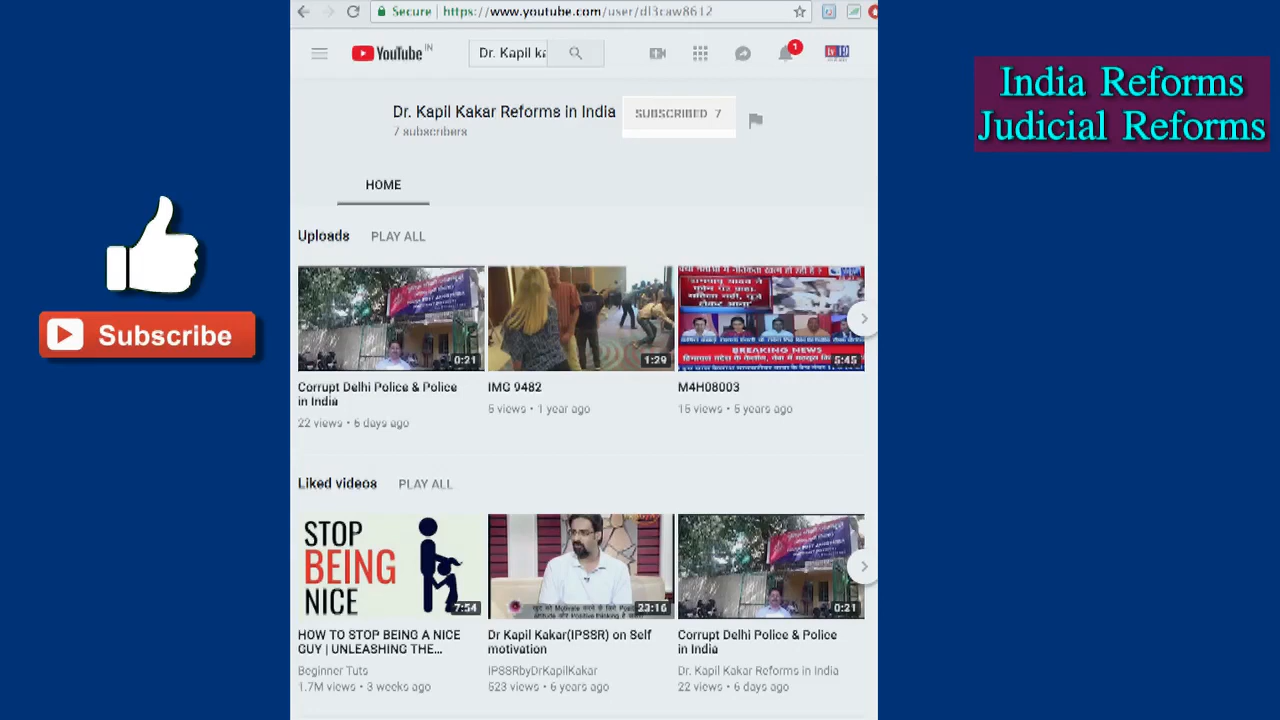 Secure https://www.youtube.com/user/dl3caw8612
YouTube IN
Dr. Kapil ka
1
India Reforms
Judicial Reforms
Dr. Kapil Kakar Reforms in India
SUBSCRIBED 7
7 subscribers
HOME
Uploads PLAY ALL
BREAKING NEWS
0:21
1:29
5:45
Subscribe
Corrupt Delhi Police & Police
in India
22 views • 6 days ago
IMG 9482
5 views • 1 year ago
M4H08003
15 views • 5 years ago
Liked videos PLAY ALL
STOP
BEING
NICE
7:54
23:16
0:21
HOW TO STOP BEING A NICE
GUY | UNLEASHING THE...
Beginner Tuts
1.7M views • 3 weeks ago
Dr Kapil Kakar(IPSSR) on Self
motivation
IPSSRbyDrKapilKakar
523 views • 6 years ago
Corrupt Delhi Police & Police
in India
Dr. Kapil Kakar Reforms in India
22 views • 6 days ago